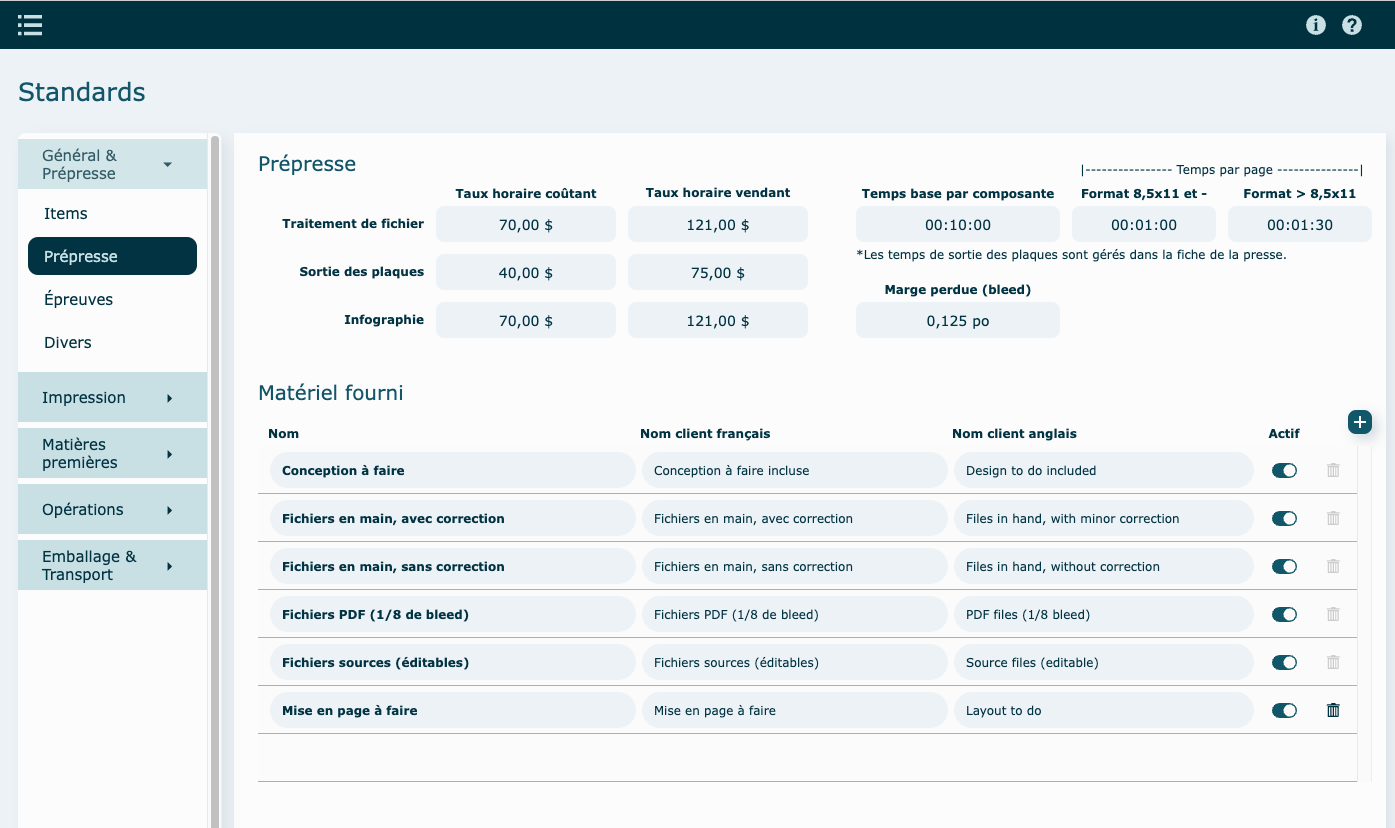 Standards
Général &
Prépresse
Items
Prépresse
Épreuves
Divers
Impression
Matières
premières
Opérations
Emballage &
Transport
Prépresse
|---------------- Temps par page ---------------|
Taux horaire coûtant Taux horaire vendant Temps base par composante Format 8,5x11 et - Format > 8,5x11
Traitement de fichier 70,00 $ 121,00 $ 00:10:00 00:01:00 00:01:30
*Les temps de sortie des plaques sont gérés dans la fiche de la presse.
Sortie des plaques 40,00 $ 75,00 $
Marge perdue (bleed)
Infographie 70,00 $ 121,00 $ 0,125 po
Matériel fourni
Nom Nom client français Nom client anglais Actif
Conception à faire Conception à faire incluse Design to do included
Fichiers en main, avec correction Fichiers en main, avec correction Files in hand, with minor correction
Fichiers en main, sans correction Fichiers en main, sans correction Files in hand, without correction
Fichiers PDF (1/8 de bleed) Fichiers PDF (1/8 de bleed) PDF files (1/8 bleed)
Fichiers sources (éditables) Fichiers sources (éditables) Source files (editable)
Mise en page à faire Mise en page à faire Layout to do